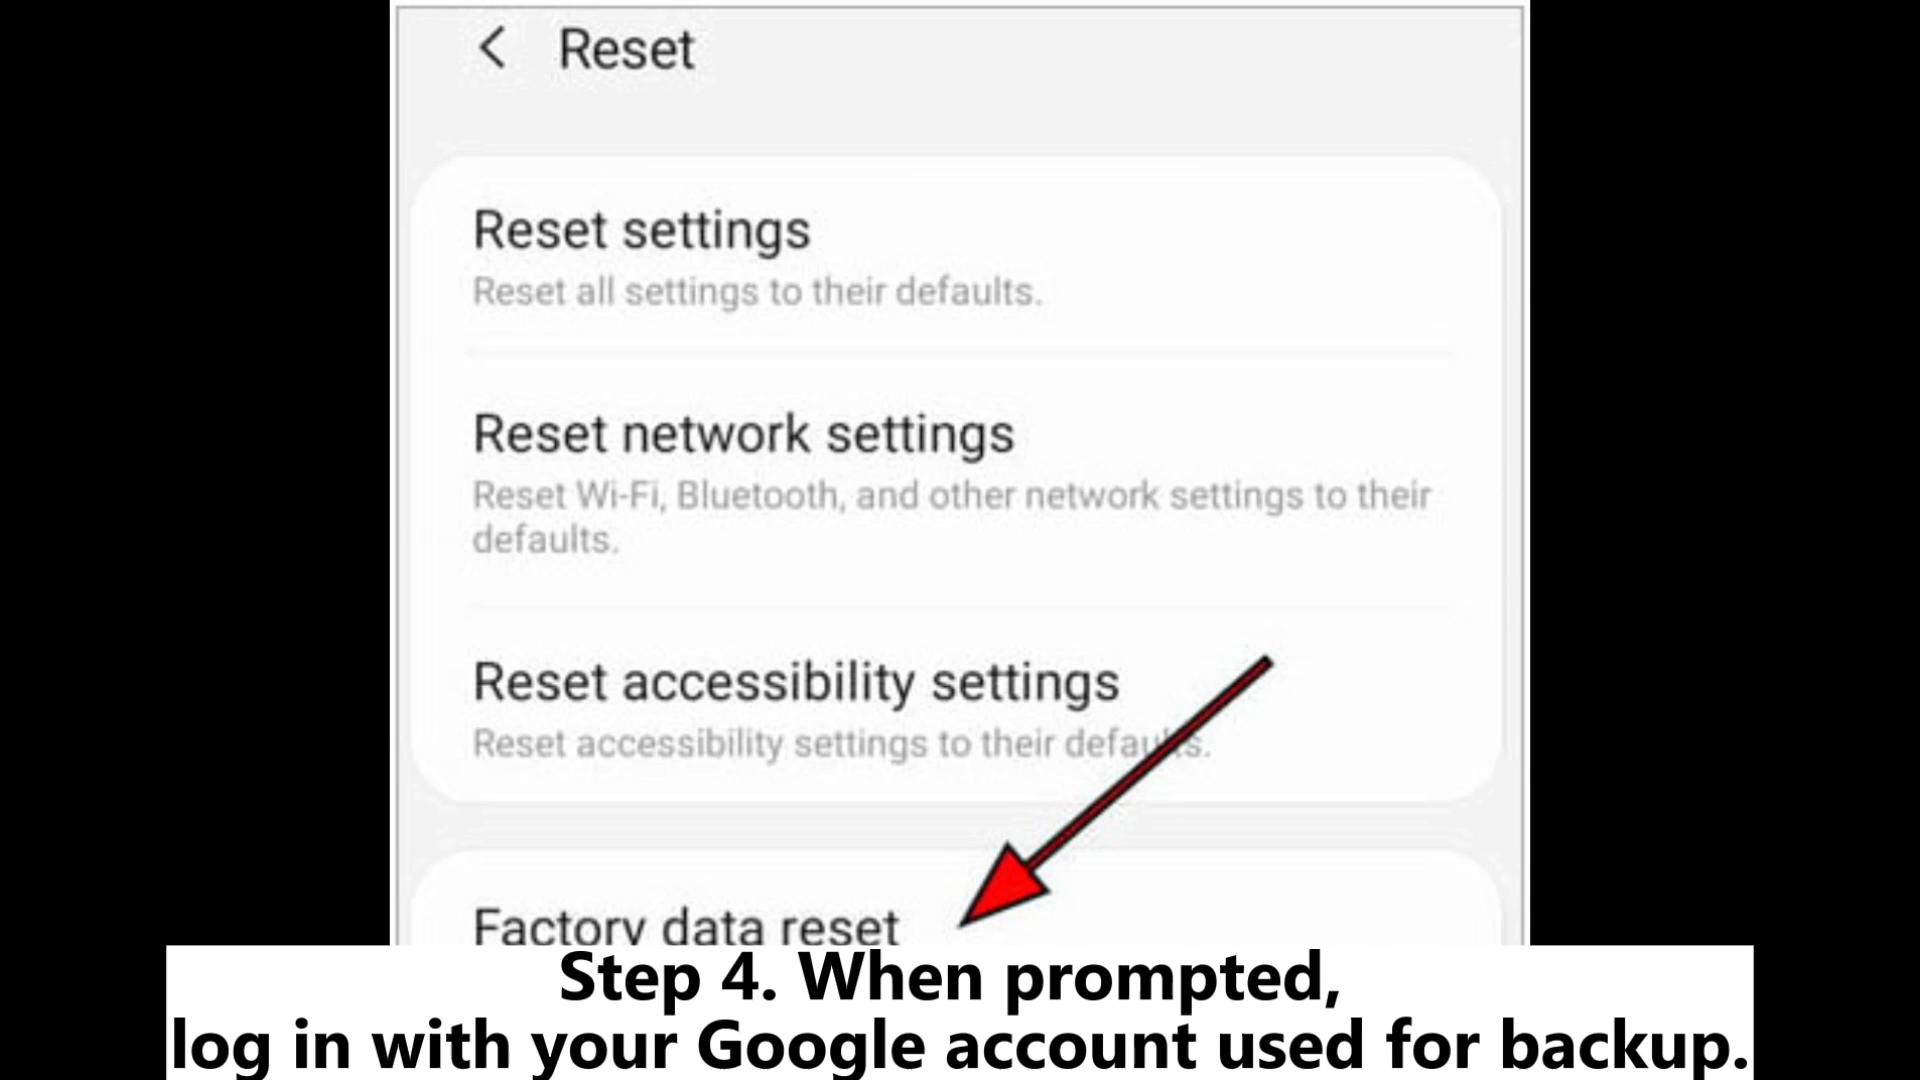 Reset
Reset settings
Reset all settings to their defaults.
Reset network settings
Reset Wi-Fi, Bluetooth, and other network settings to their
defaults.
Reset accessibility settings
Reset accessibility settings to their defaults.
Factory data reset
Step 4. When prompted,
log in with your Google account used for backup.